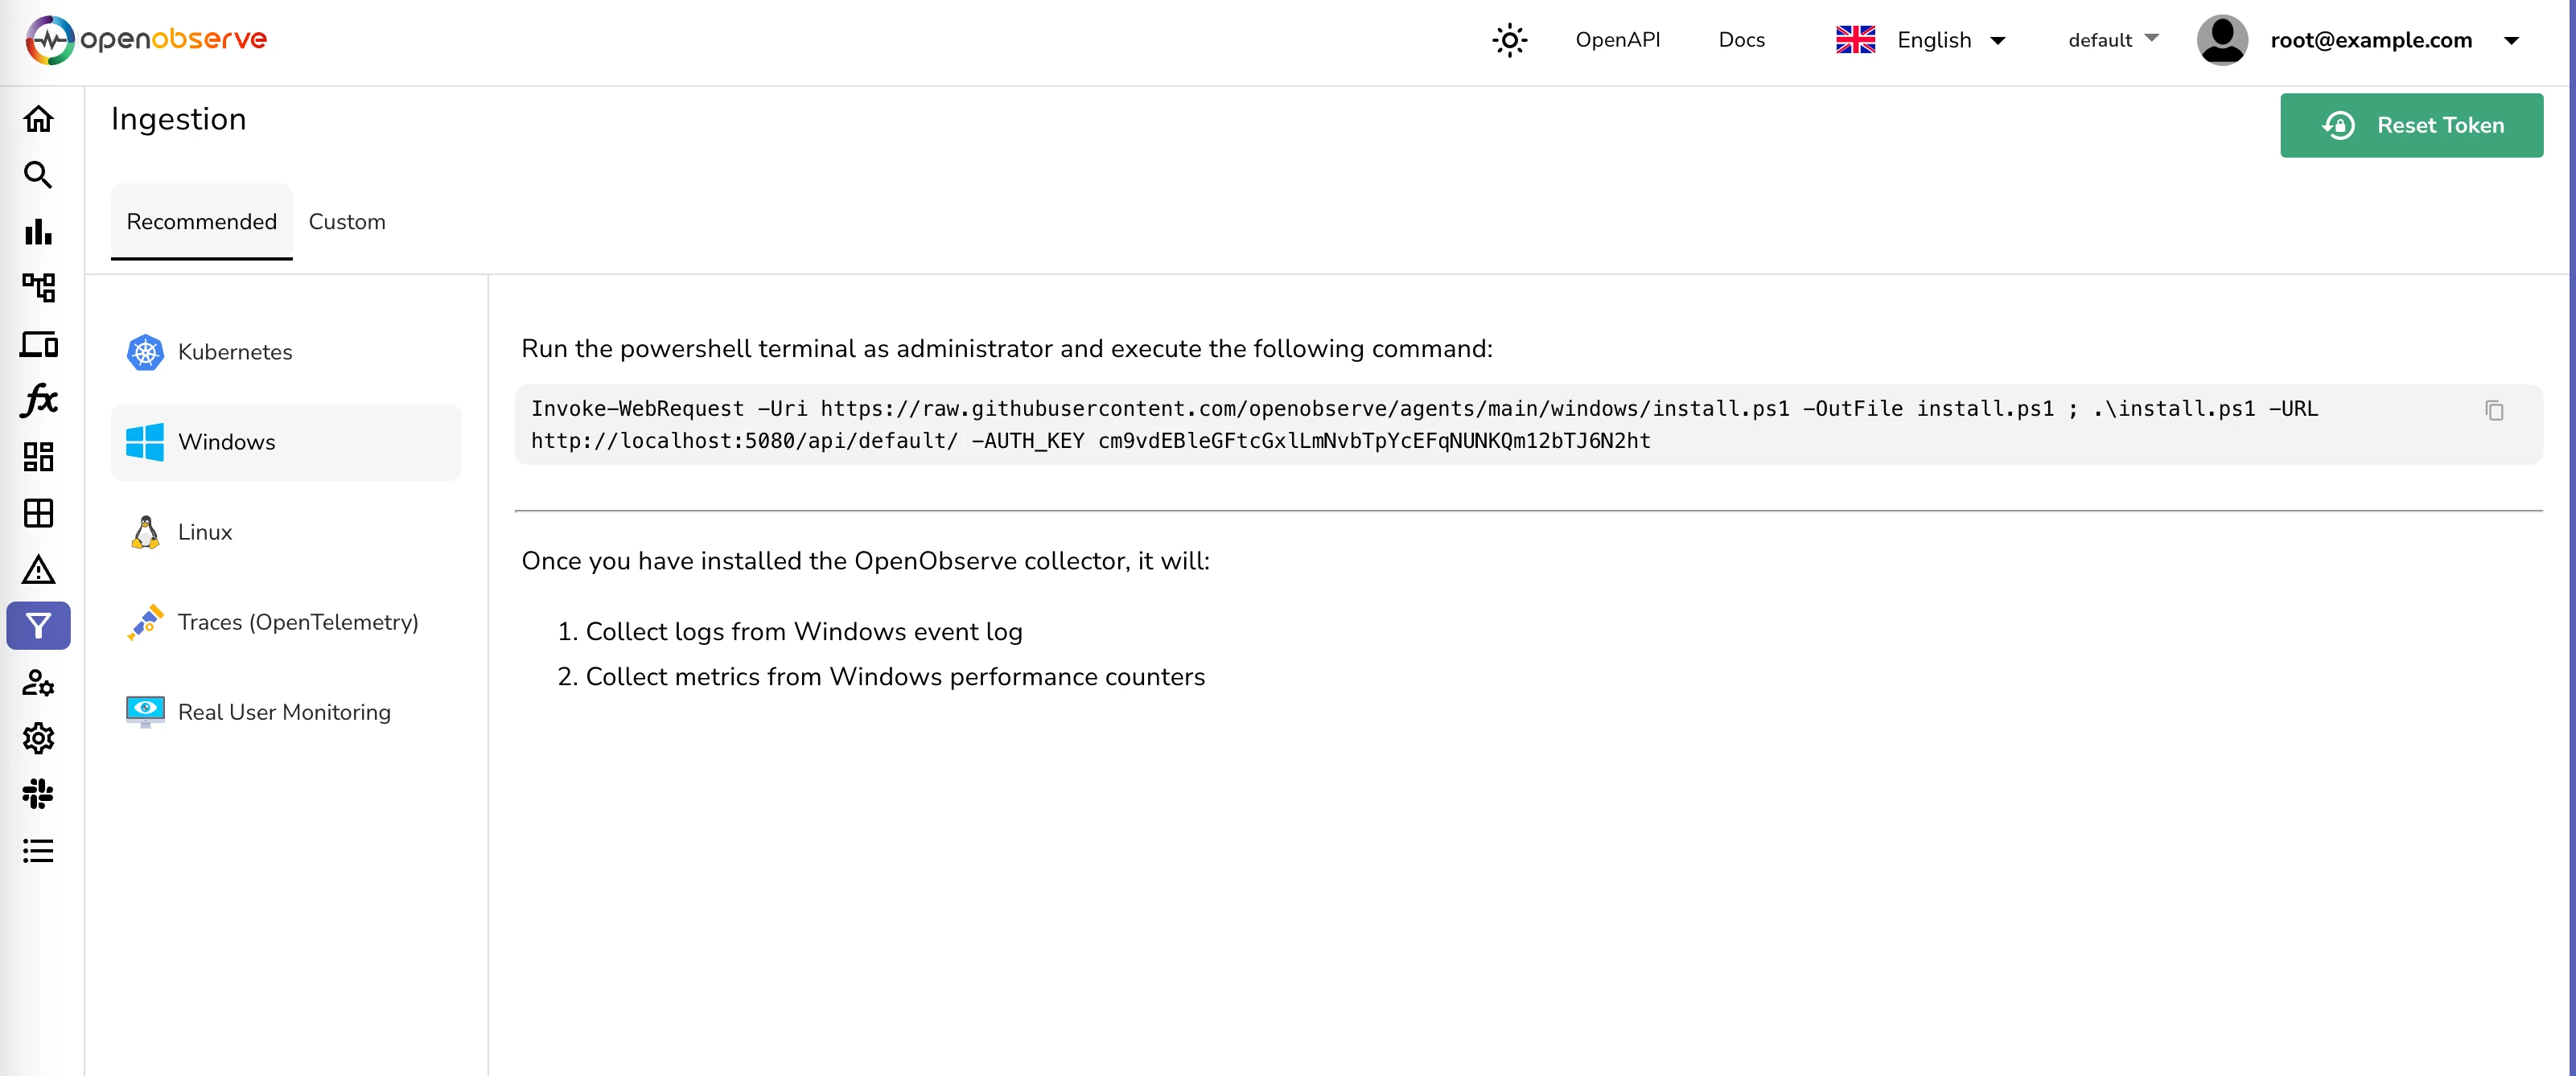 openobserve
OpenAPI
Docs
English
default
root@example.com
Ingestion
Reset Token
Recommended
Custom
Kubernetes
Windows
Linux
Traces (OpenTelemetry)
Real User Monitoring
Run the powershell terminal as administrator and execute the following command:
Invoke-WebRequest -Uri https://raw.githubusercontent.com/openobserve/agents/main/windows/install.ps1 -OutFile install.ps1 ; .\install.ps1 -URL
http://localhost:5080/api/default/ -AUTH_KEY cm9vdEBleGFtcGxlLmNvbTpYcEFqNUNKQm12bTJ6N2ht
Once you have installed the OpenObserve collector, it will:
1. Collect logs from Windows event log
2. Collect metrics from Windows performance counters